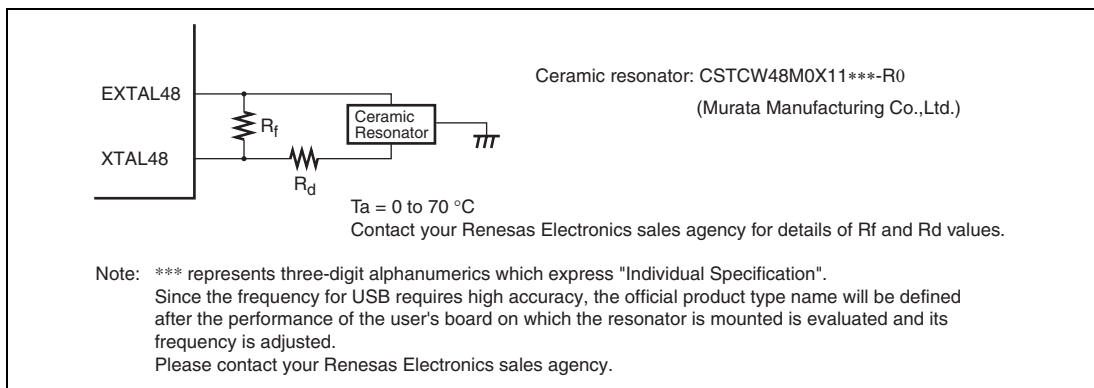 EXTAL48
XTAL48
Rf
Rd
Ceramic
Resonator
Ceramic resonator: CSTCW48M0X11***-R0
(Murata Manufacturing Co.,Ltd.)
Ta = 0 to 70 °C
Contact your Renesas Electronics sales agency for details of Rf and Rd values.
Note: *** represents three-digit alphanumerics which express "Individual Specification".
Since the frequency for USB requires high accuracy, the official product type name will be defined
after the performance of the user's board on which the resonator is mounted is evaluated and its
frequency is adjusted.
Please contact your Renesas Electronics sales agency.